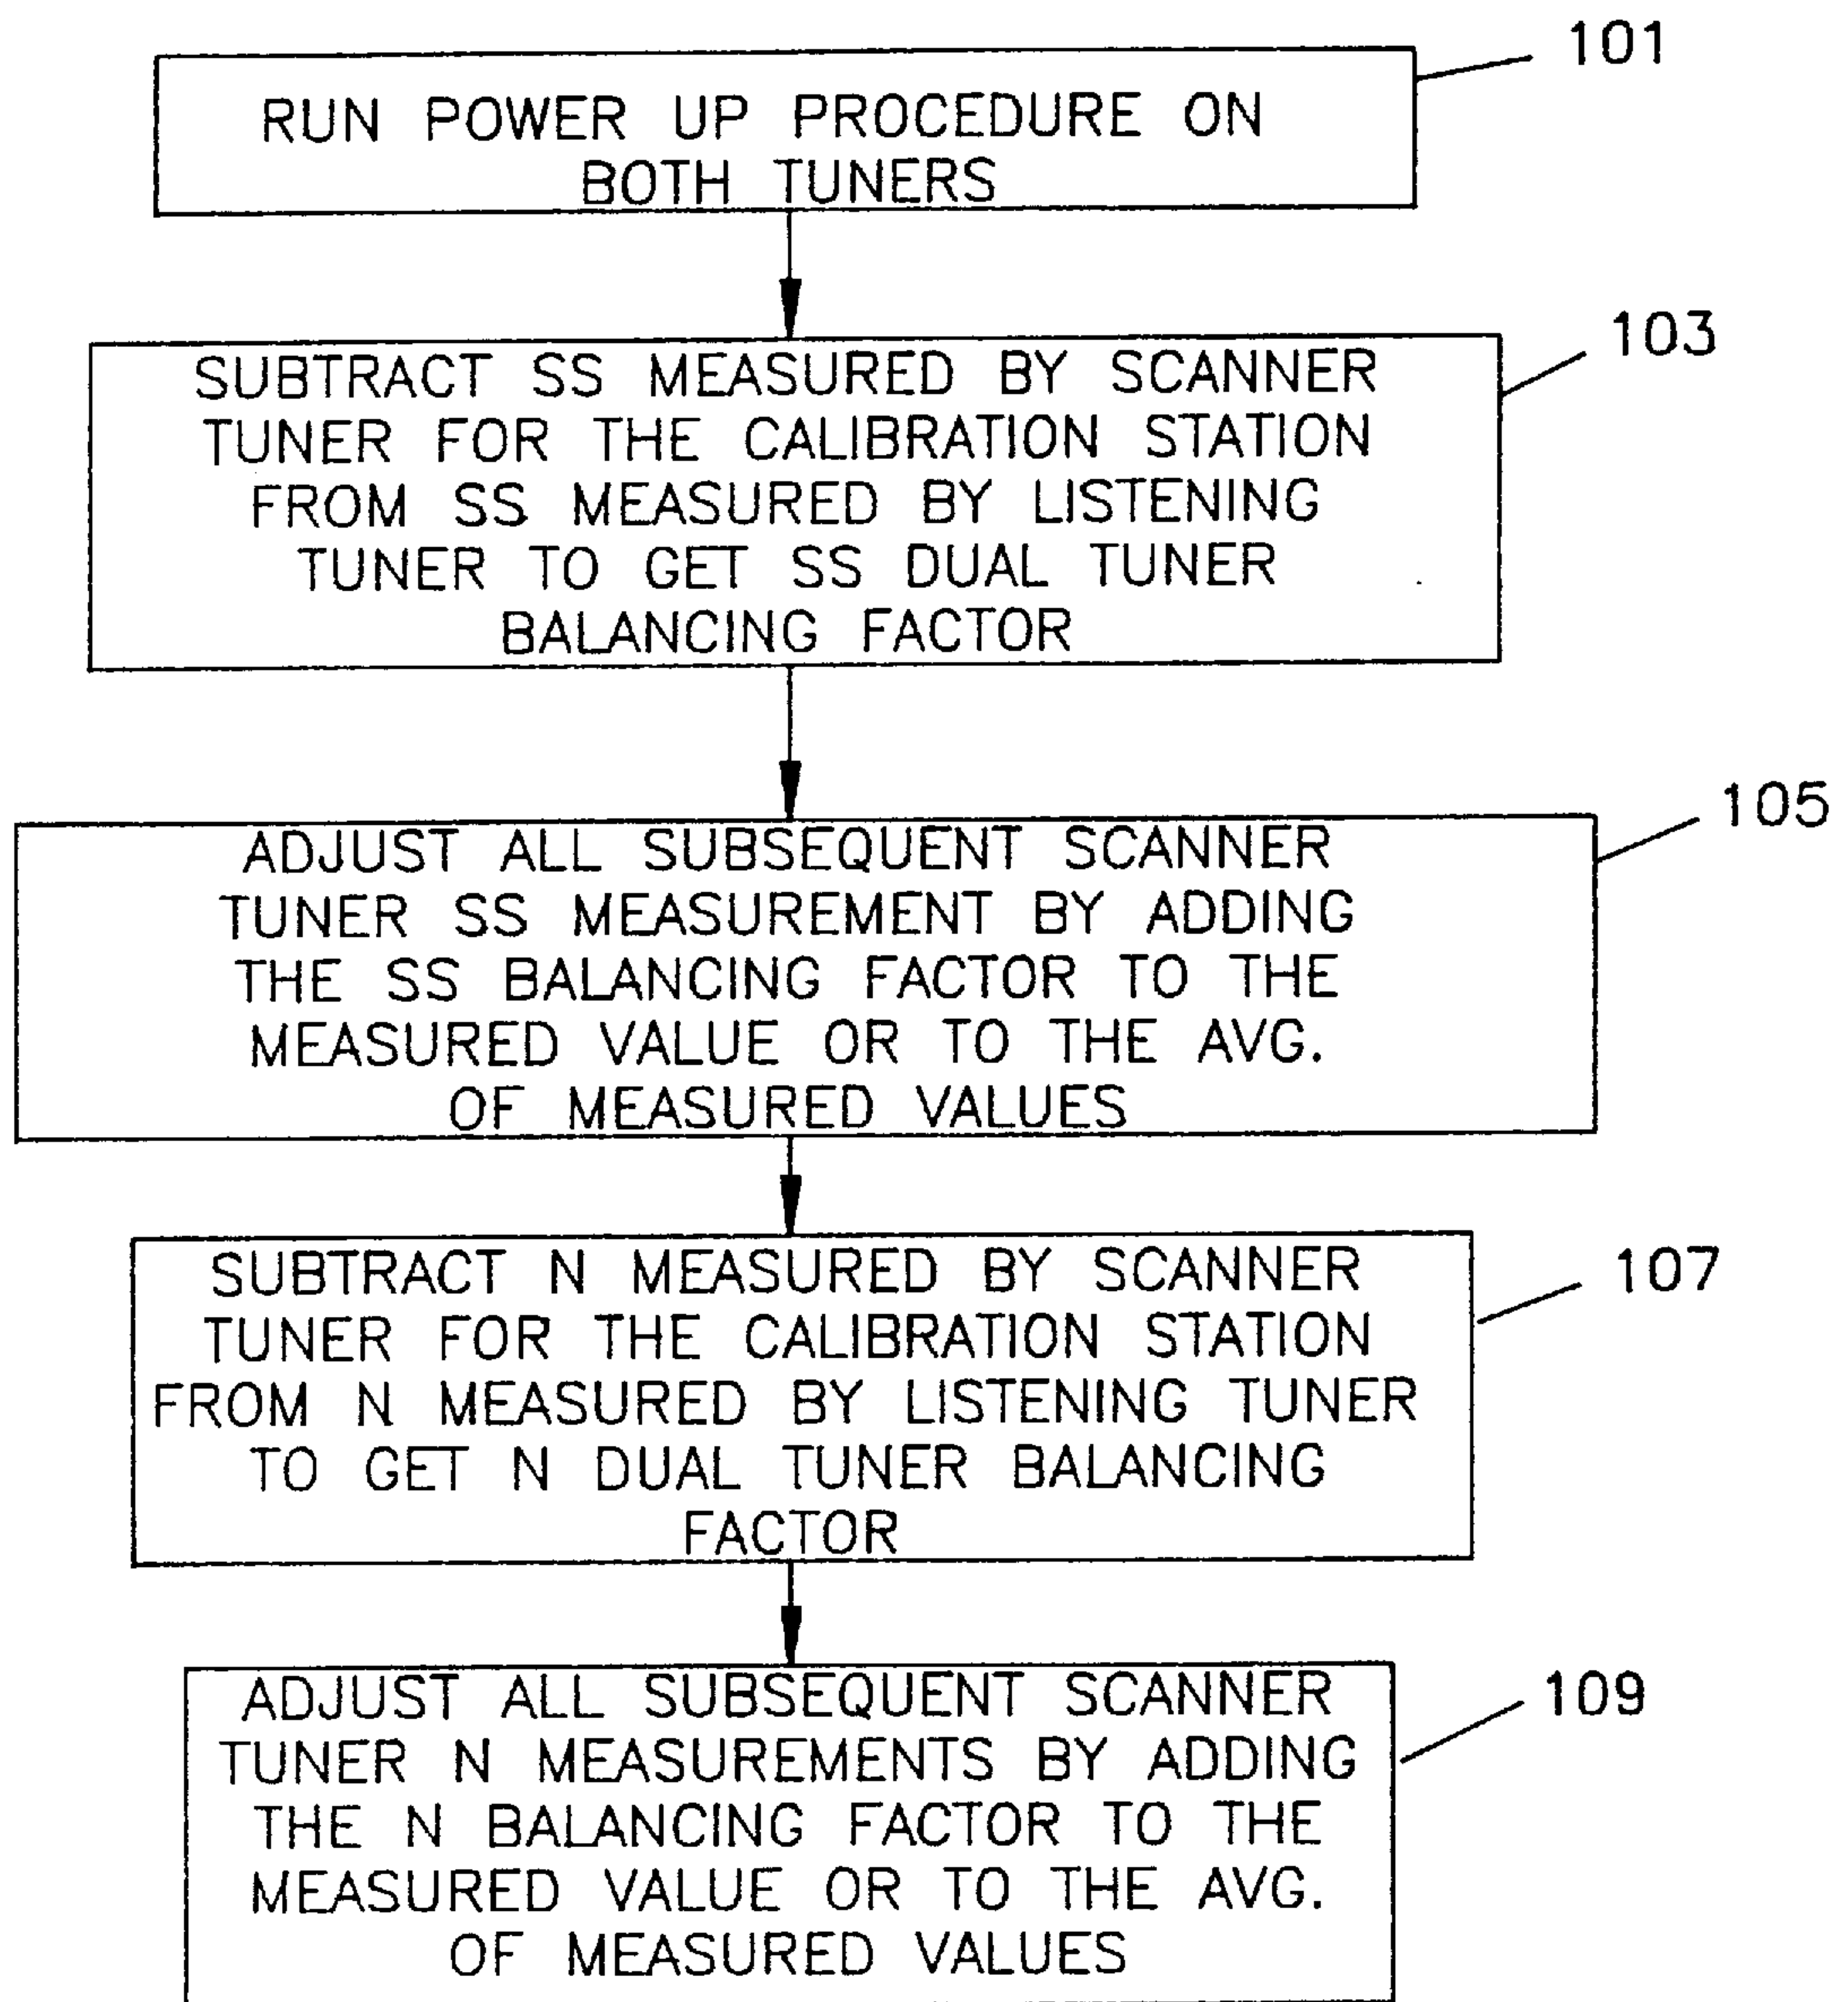 101
RUN POWER UP PROCEDURE ON
BOTH TUNERS
103
SUBTRACT SS MEASURED BY SCANNER
TUNER FOR THE CALIBRATION STATION
FROM SS MEASURED BY LISTENING
TUNER TO GET SS DUAL TUNER
BALANCING FACTOR
105
ADJUST ALL SUBSEQUENT SCANNER
TUNER SS MEASUREMENT BY ADDING
THE SS BALANCING FACTOR TO THE
MEASURED VALUE OR TO THE AVG.
OF MEASURED VALUES
107
SUBTRACT N MEASURED BY SCANNER
TUNER FOR THE CALIBRATION STATION
FROM N MEASURED BY LISTENING TUNER
TO GET N DUAL TUNER BALANCING
FACTOR
109
ADJUST ALL SUBSEQUENT SCANNER
TUNER N MEASUREMENTS BY ADDING
THE N BALANCING FACTOR TO THE
MEASURED VALUE OR TO THE AVG.
OF MEASURED VALUES